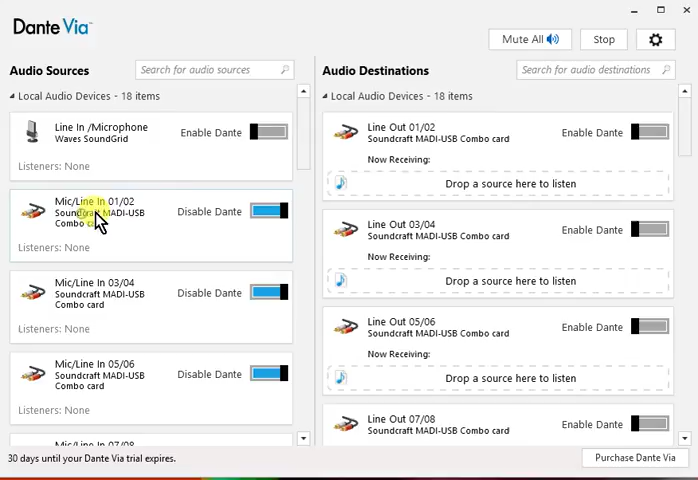 Dante Via™
Mute All
Stop
Audio Sources
Search for audio sources
Audio Destinations
Search for audio destinations
Local Audio Devices - 18 items
Local Audio Devices - 18 items
Line In /Microphone
Waves SoundGrid
Enable Dante
Listeners: None
Mic/Line In 01/02
Soundcraft MADI-USB
Combo
Disable Dante
Listeners: None
Mic/Line In 03/04
Soundcraft MADI-USB
Combo card
Disable Dante
Listeners: None
Mic/Line In 05/06
Soundcraft MADI-USB
Combo card
Disable Dante
Listeners: None
Mic/Line In 07/08
Line Out 01/02
Soundcraft MADI-USB Combo card
Enable Dante
Now Receiving:
Drop a source here to listen
Line Out 03/04
Soundcraft MADI-USB Combo card
Enable Dante
Now Receiving:
Drop a source here to listen
Line Out 05/06
Soundcraft MADI-USB Combo card
Enable Dante
Now Receiving:
Drop a source here to listen
Line Out 07/08
Soundcraft MADI-USB Combo card
Enable Dante
30 days until your Dante Via trial expires.
Purchase Dante Via